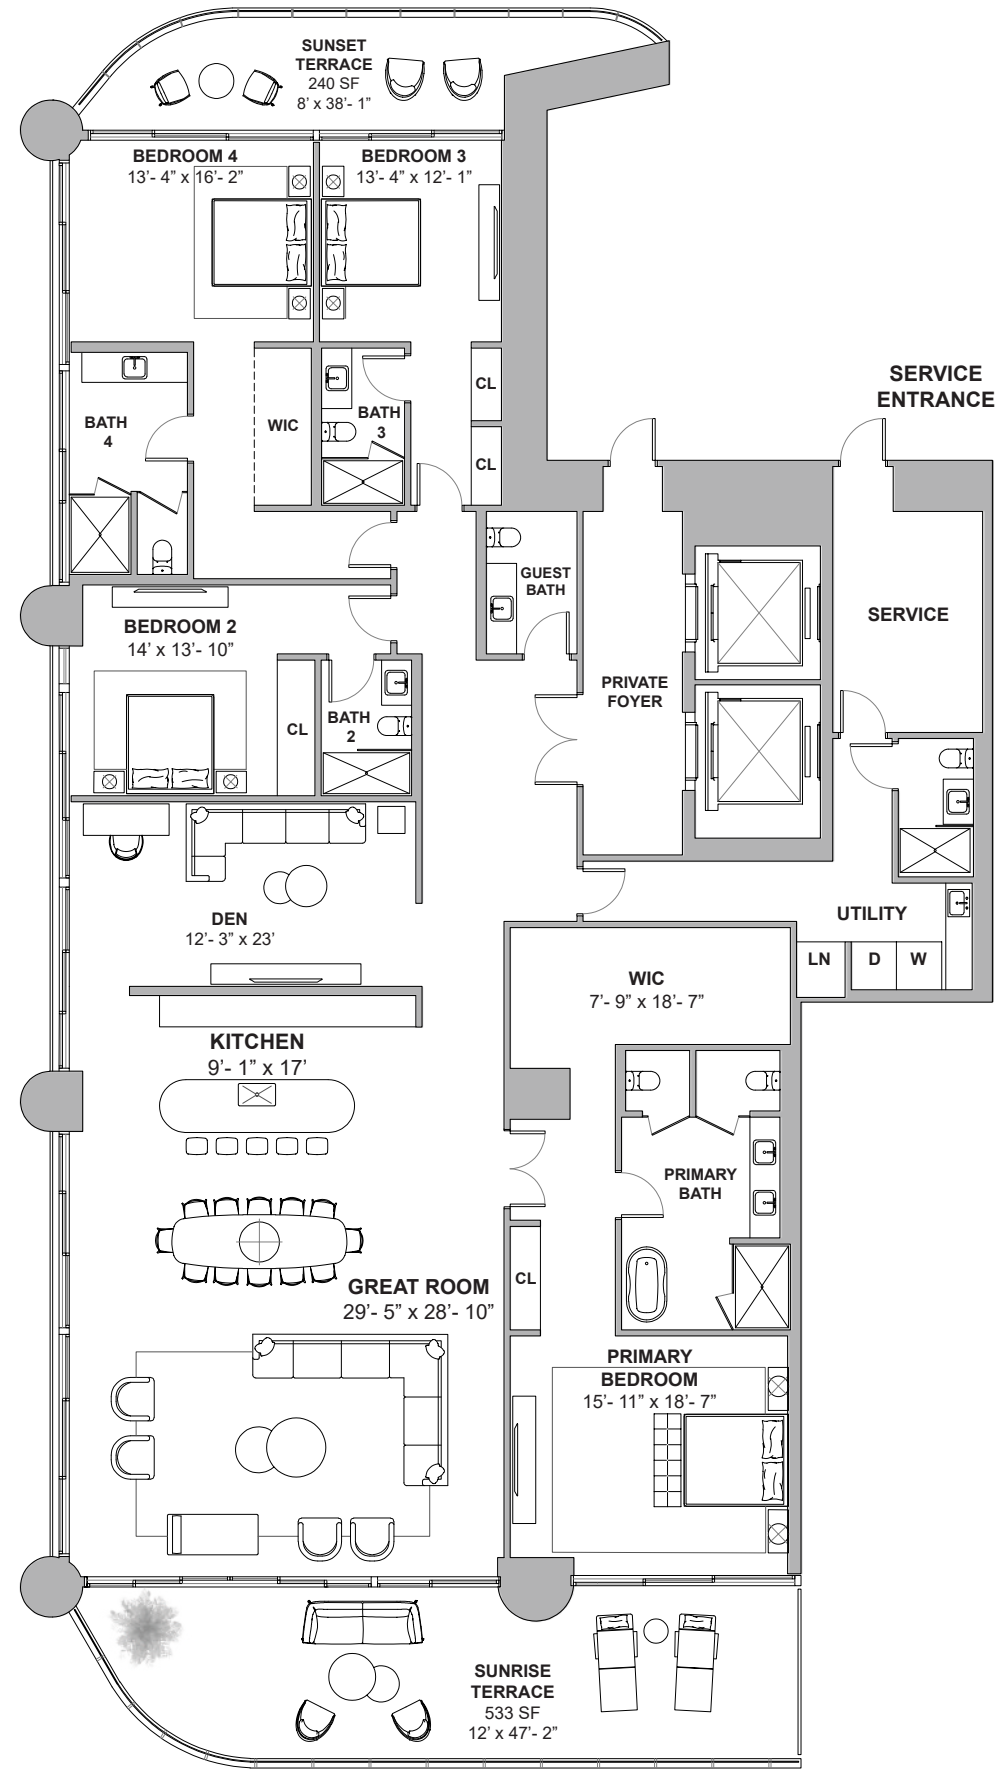 SUNSET
TERRACE
240 SF
8’ x 38’- 1”
BEDROOM 4
13’- 4” x 16’- 2”
BEDROOM 3
13’- 4” x 12’- 1”
SERVICE
ENTRANCE
CL
BATH
4
WIC
BATH
3
CL
GUEST
BATH
SERVICE
BEDROOM 2
14’ x 13’- 10”
PRIVATE
FOYER
CL
BATH
2
DEN
12’- 3” x 23’
UTILITY
LN
D
W
WIC
7’- 9” x 18’- 7”
KITCHEN
9’- 1” x 17’
PRIMARY
BATH
CL
GREAT ROOM
29’- 5” x 28’- 10”
PRIMARY
BEDROOM
15’- 11” x 18’- 7”
SUNRISE
TERRACE
533 SF
12’ x 47’- 2”